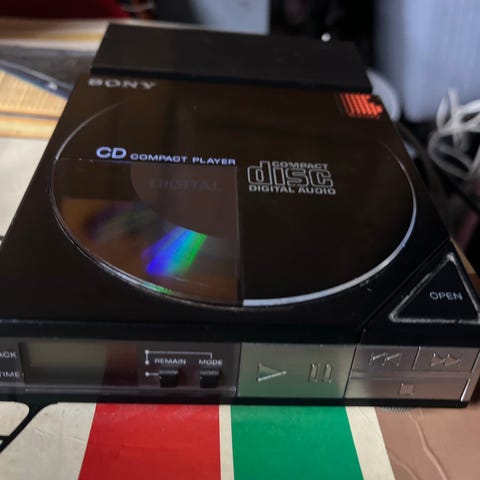 SONY
CD COMPACT PLAYER
DIGITAL
COMPACT
disc
DIGITAL AUDIO
OPEN
REMAIN MODE